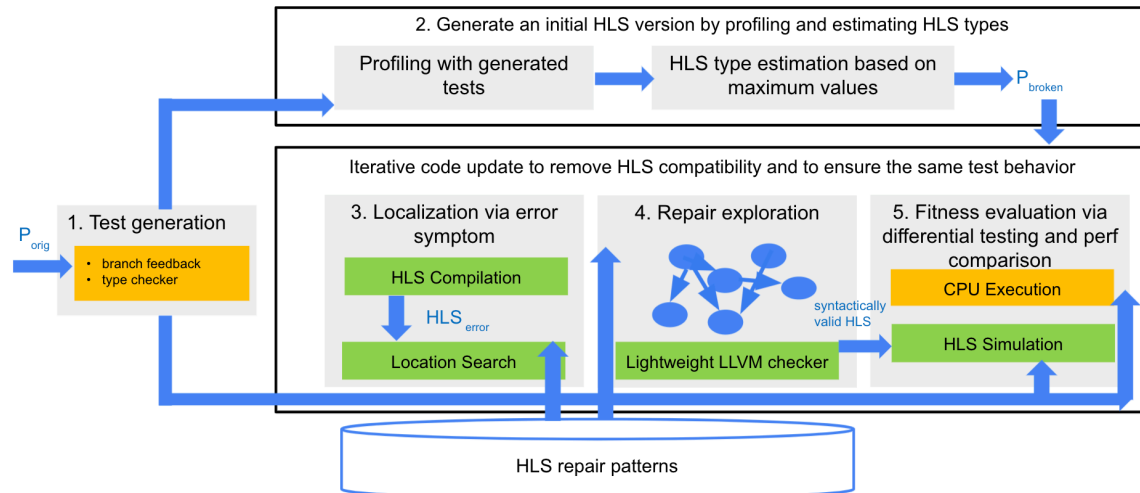 2. Generate an initial HLS version by profiling and estimating HLS types
Profiling with generated
tests
HLS type estimation based on
maximum values
P broken
Iterative code update to remove HLS compatibility and to ensure the same test behavior
1. Test generation
P orig
• branch feedback
• type checker
3. Localization via error
symptom
HLS Compilation
HLS error
Location Search
4. Repair exploration
Lightweight LLVM checker
syntactically
valid HLS
5. Fitness evaluation via
differential testing and perf
comparison
CPU Execution
HLS Simulation
HLS repair patterns